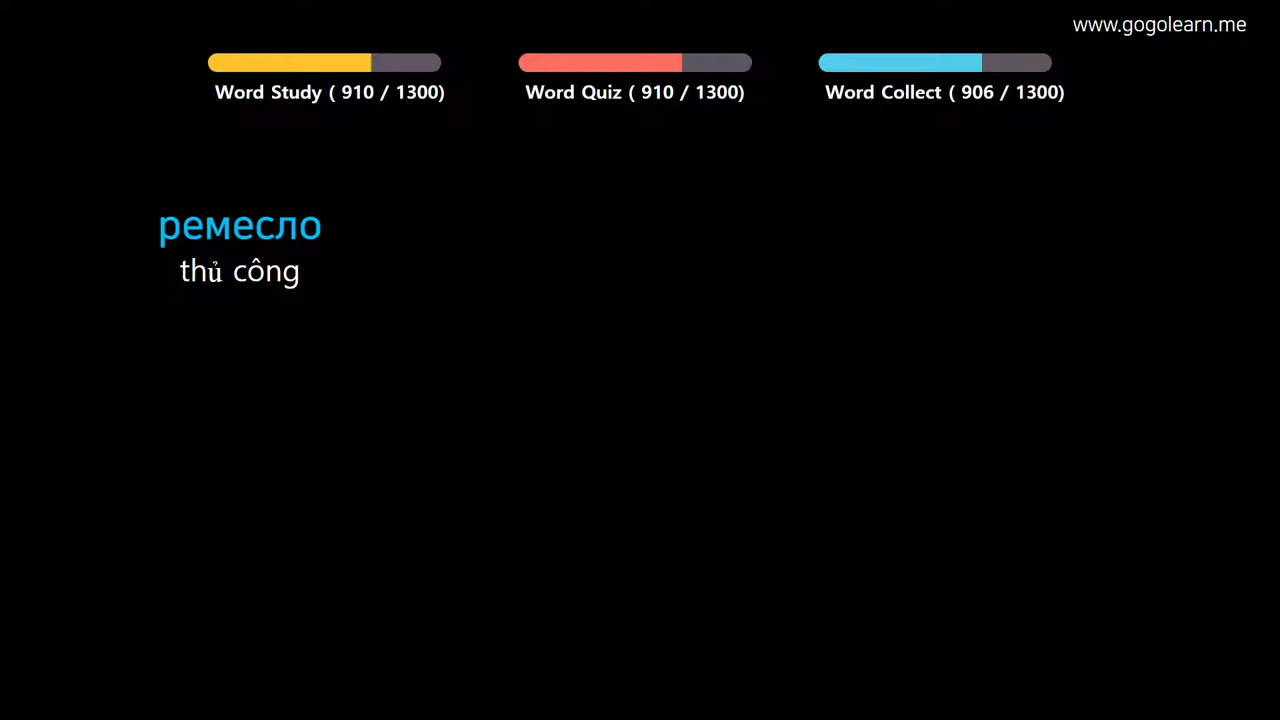 www.gogolearn.me
Word Study ( 910 / 1300)
Word Quiz ( 910 / 1300)
Word Collect ( 906 / 1300)
ремесло
thủ công